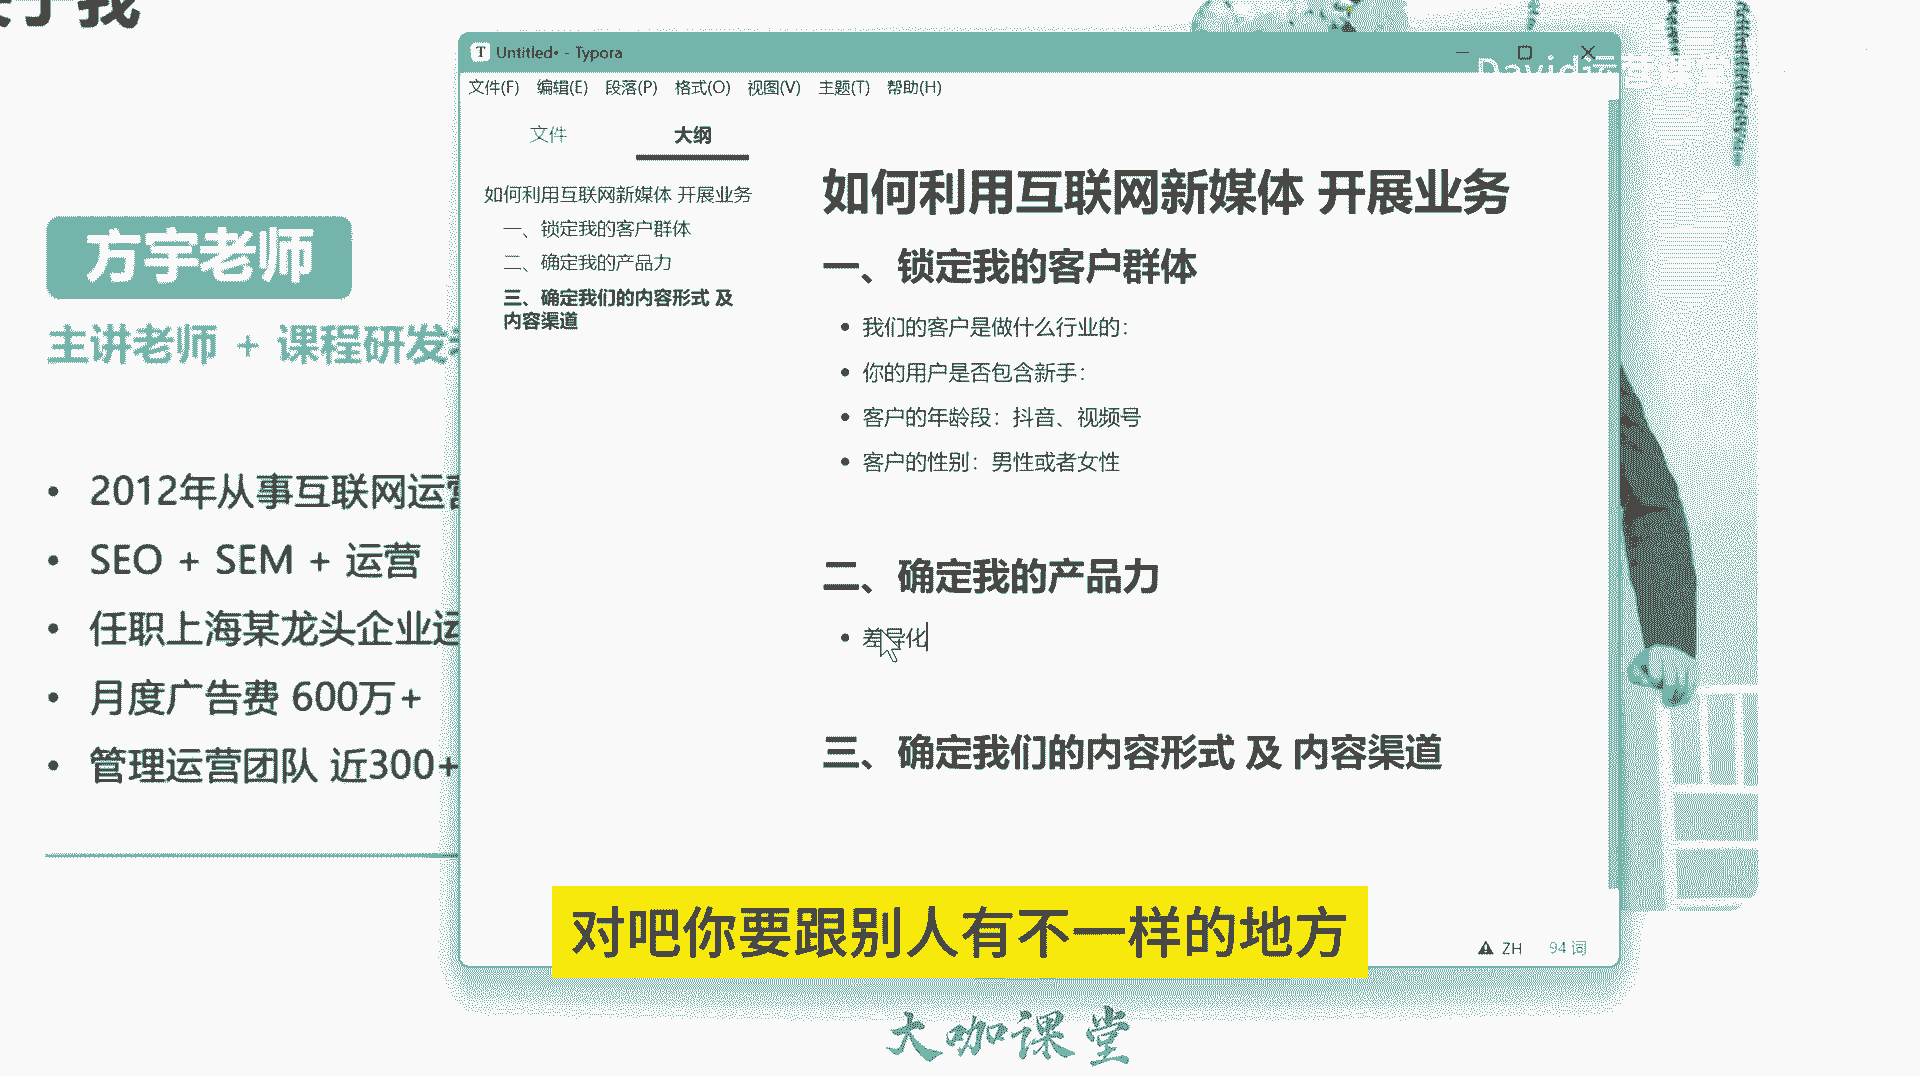 于我
方宇老师
主讲老师 + 课程研发
2012年从事互联网运营
SEO + SEM + 运营
任职上海某龙头企业运
月度广告费 600万+
管理运营团队 近300+
Untitled• - Typora
David运营
文件(F) 编辑(E) 段落(P) 格式(O) 视图(V) 主题(T) 帮助(H)
文件 大纲
如何利用互联网新媒体 开展业务
一、锁定我的客户群体
二、确定我的产品力
三、确定我们的内容形式 及
内容渠道
如何利用互联网新媒体 开展业务
一、锁定我的客户群体
我们的客户是做什么行业的：
你的用户是否包含新手：
客户的年龄段：抖音、视频号
客户的性别：男性或者女性
二、确定我的产品力
差异化
三、确定我们的内容形式 及 内容渠道
对吧你要跟别人有不一样的地方
ZH 94 词
大咖课堂